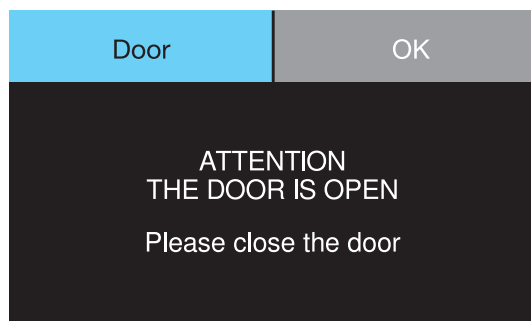 Door
OK
ATTENTION
THE DOOR IS OPEN
Please close the door